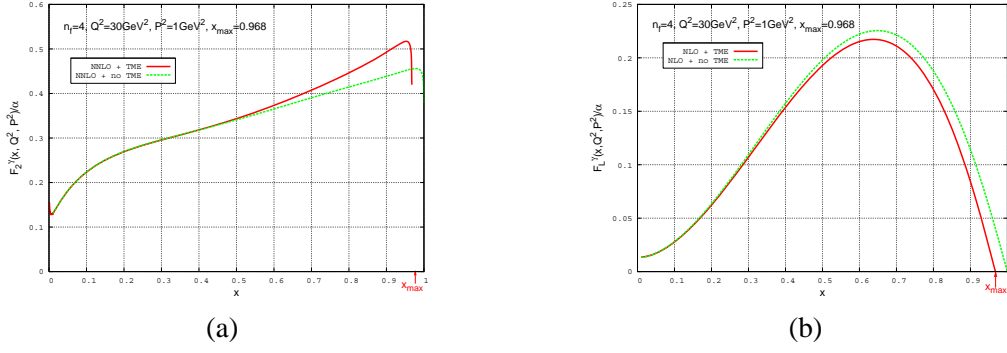 n_f=4, Q²=30GeV², P²=1GeV², x_max=0.968
NNLO + TME
NNLO + no TME
F₂^γ(x, Q², P²)/α
0.6
0.5
0.4
0.3
0.2
0.1
0
0 0.1 0.2 0.3 0.4 0.5 0.6 0.7 0.8 0.9 1
x
x_max
(a)
n_f=4, Q²=30GeV², P²=1GeV², x_max=0.968
NLO + TME
NLO + no TME
F_L^γ(x,Q²,P²)/α
0.25
0.2
0.15
0.1
0.05
0
0 0.1 0.2 0.3 0.4 0.5 0.6 0.7 0.8 0.9
x
x_max
(b)